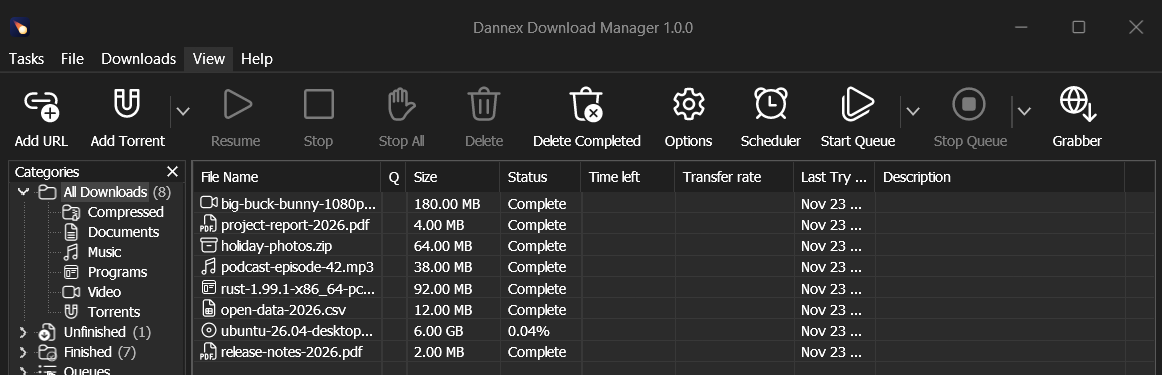 Dannex Download Manager 1.0.0
Tasks File Downloads View Help
Add URL Add Torrent Resume Stop Stop All Delete Delete Completed Options Scheduler Start Queue Stop Queue Grabber
Categories
All Downloads (8)
Compressed
Documents
Music
Programs
Video
Torrents
Unfinished (1)
Finished (7)
Queues
File Name Q Size Status Time left Transfer rate Last Try ... Description
big-buck-bunny-1080p... 180.00 MB Complete Nov 23 ...
project-report-2026.pdf 4.00 MB Complete Nov 23 ...
holiday-photos.zip 64.00 MB Complete Nov 23 ...
podcast-episode-42.mp3 38.00 MB Complete Nov 23 ...
rust-1.99.1-x86_64-pc... 92.00 MB Complete Nov 23 ...
open-data-2026.csv 12.00 MB Complete Nov 23 ...
ubuntu-26.04-desktop... 6.00 GB 0.04% Nov 23 ...
release-notes-2026.pdf 2.00 MB Complete Nov 23 ...